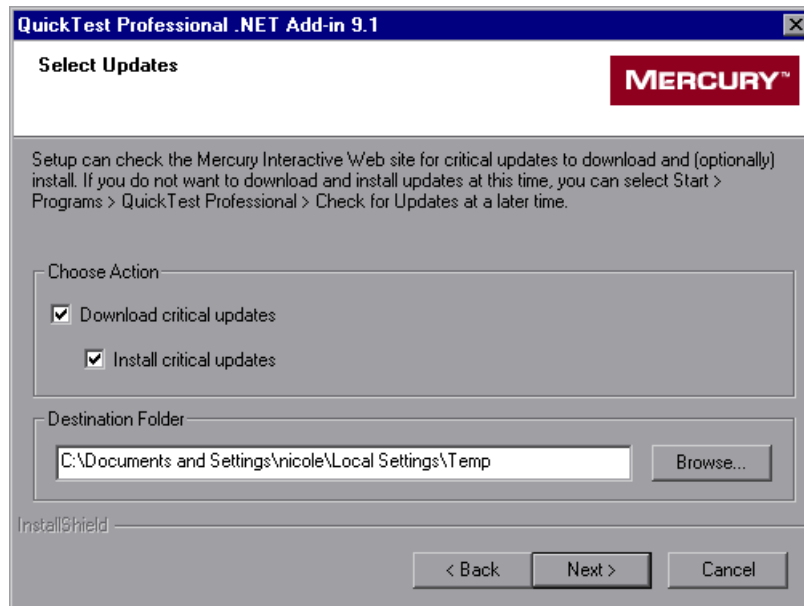 QuickTest Professional .NET Add-in 9.1
Select Updates
MERCURY™
Setup can check the Mercury Interactive Web site for critical updates to download and (optionally)
install. If you do not want to download and install updates at this time, you can select Start >
Programs > QuickTest Professional > Check for Updates at a later time.
Choose Action
Download critical updates
Install critical updates
Destination Folder
C:\Documents and Settings\nicole\Local Settings\Temp
Browse...
InstallShield
< Back
Next >
Cancel